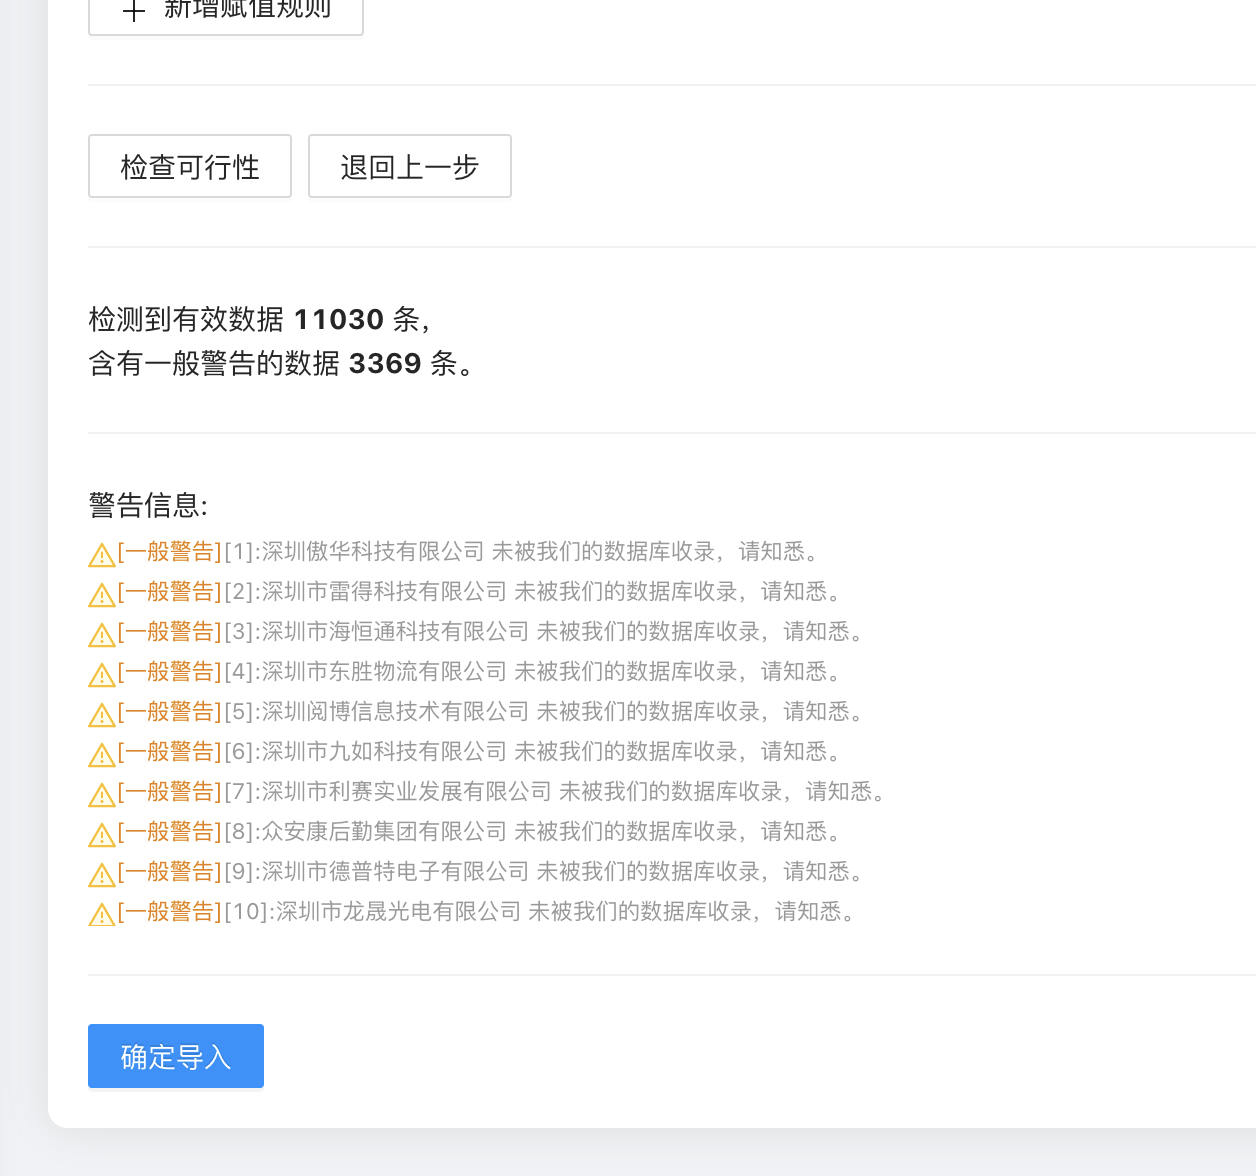 新增赋值规则
检查可行性
退回上一步
检测到有效数据 11030 条，
含有一般警告的数据 3369 条。
警告信息:
[一般警告][1]:深圳傲华科技有限公司 未被我们的数据库收录，请知悉。
[一般警告][2]:深圳市雷得科技有限公司 未被我们的数据库收录，请知悉。
[一般警告][3]:深圳市海恒通科技有限公司 未被我们的数据库收录，请知悉。
[一般警告][4]:深圳市东胜物流有限公司 未被我们的数据库收录，请知悉。
[一般警告][5]:深圳阅博信息技术有限公司 未被我们的数据库收录，请知悉。
[一般警告][6]:深圳市九如科技有限公司 未被我们的数据库收录，请知悉。
[一般警告][7]:深圳市利赛实业发展有限公司 未被我们的数据库收录，请知悉。
[一般警告][8]:众安康后勤集团有限公司 未被我们的数据库收录，请知悉。
[一般警告][9]:深圳市德普特电子有限公司 未被我们的数据库收录，请知悉。
[一般警告][10]:深圳市龙晟光电有限公司 未被我们的数据库收录，请知悉。
确定导入